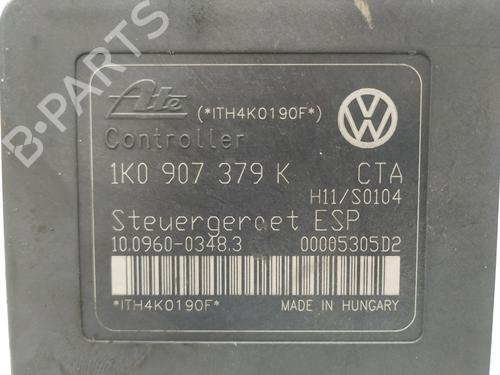 B-PARTS
Ate (*ITH4K0190F*)
Controller
1K0 907 379 K CTA
H11/S0104
Steuergeraet ESP
10.0960-0348.3 00005305D2
*ITH4K0190F* MADE IN HUNGARY